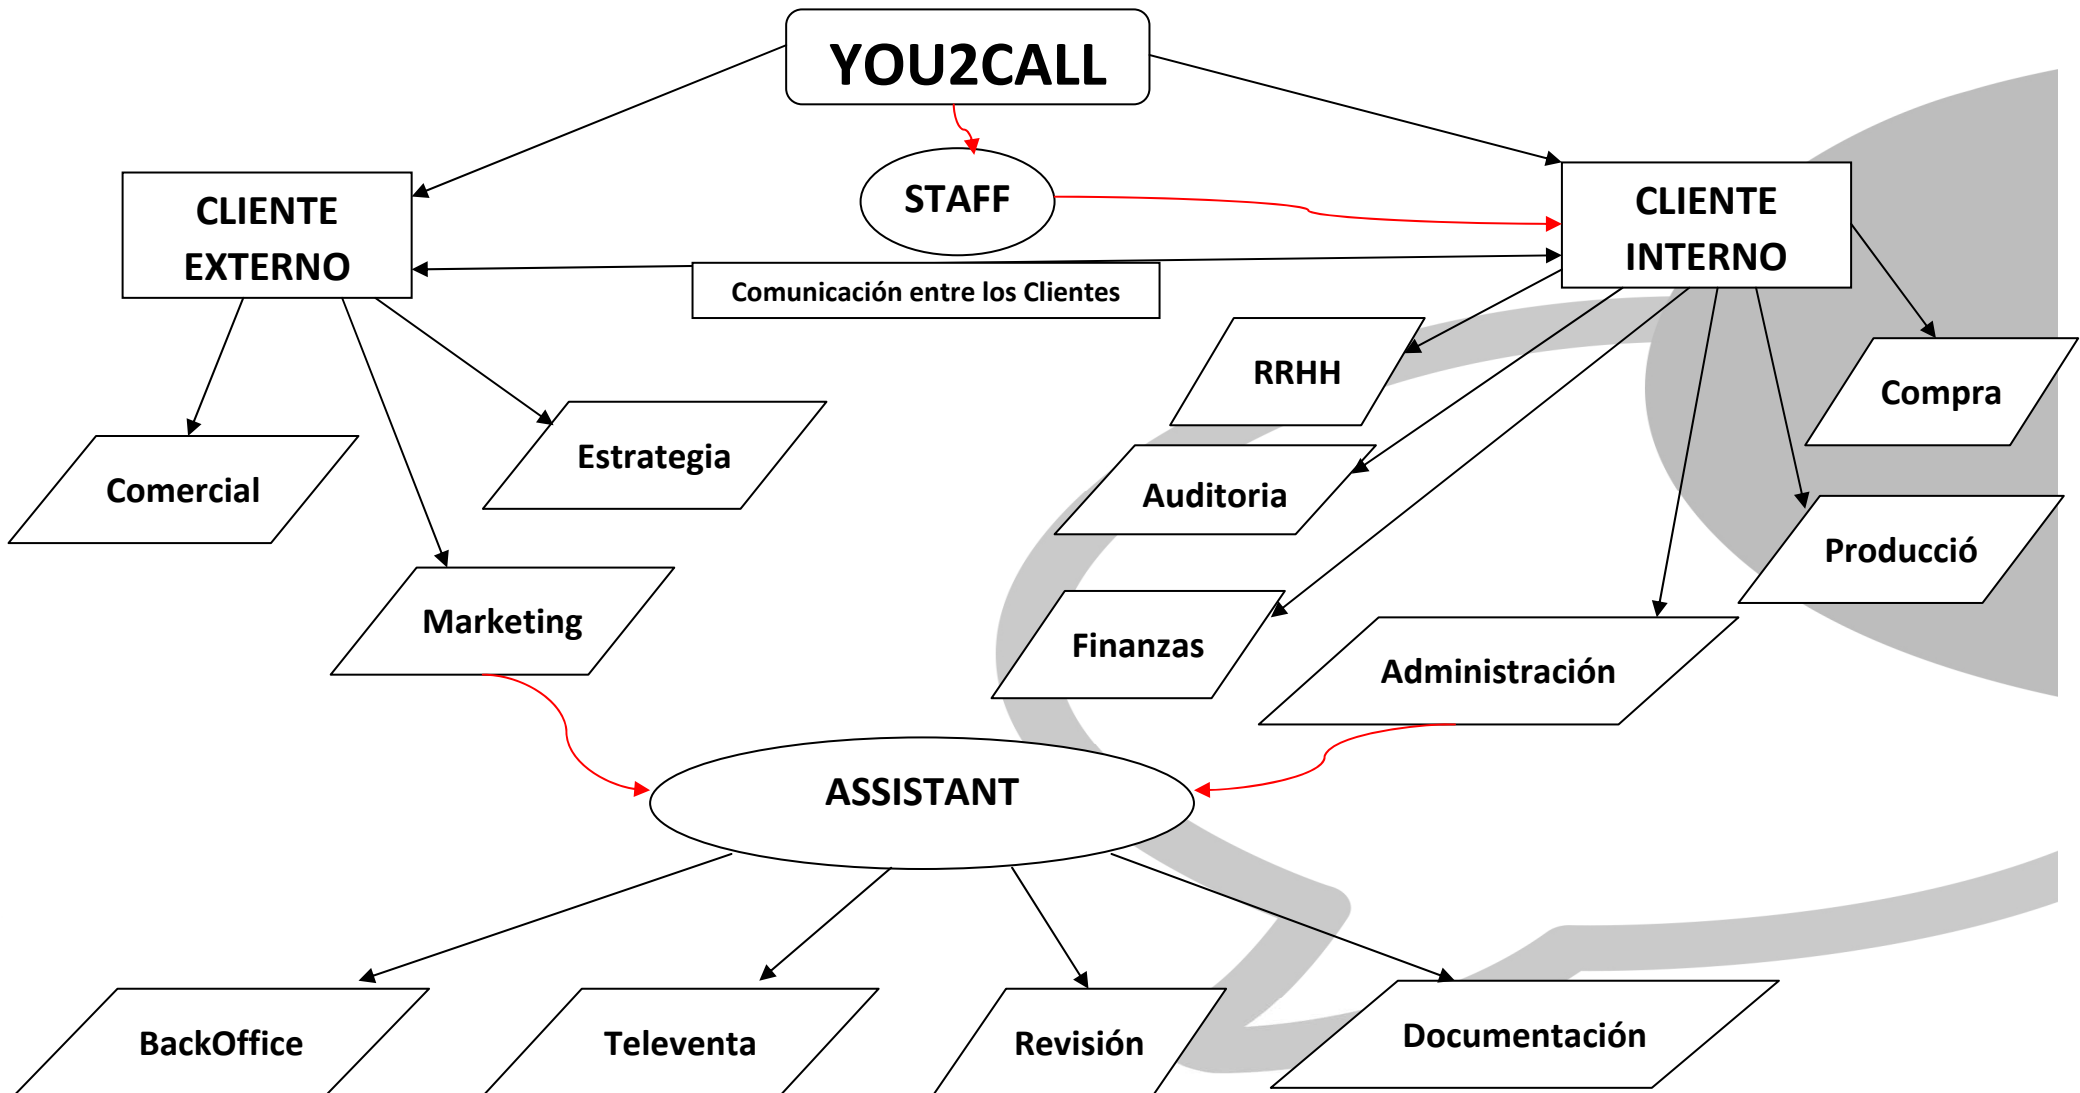 YOU2CALL
STAFF
CLIENTE
EXTERNO
CLIENTE
INTERNO
Comunicación entre los Clientes
RRHH
Compra
Estrategia
Comercial
Auditoria
Producció
Marketing
Finanzas
Administración
ASSISTANT
BackOffice
Televenta
Revisión
Documentación